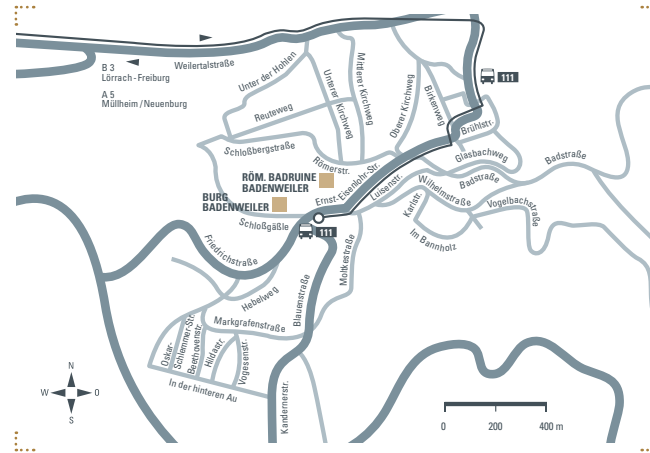 Weilertalstraße
B 3
Lörrach - Freiburg
A 5
Müllheim / Neuenburg
Unter der Hohlen
Unterer Kirchweg
Mittlerer Kirchweg
Oberer Kirchweg
Birkenweg
111
Reuteweg
Brühlstr.
Schloßbergstraße
Römerstr.
Glasbachweg
Badstraße
RÖM. BADRUINE
BADENWEILER
Ernst-Eisenlohr-Str.
Luisenstr.
Wilhelmstraße
Badstraße
BURG
BADENWEILER
Karlstr.
Vogelbachstraße
Schloßgäßle
111
Im Bannholz
Friedrichstraße
Moltkestraße
Hebelweg
Blauenstraße
Markgrafenstraße
Oskar-
Schlemmer-Str.
Beethovenstr.
Hildastr.
Vogesenstr.
In der hinteren Au
Kandernerstr.
N
W
O
S
0
200
400 m